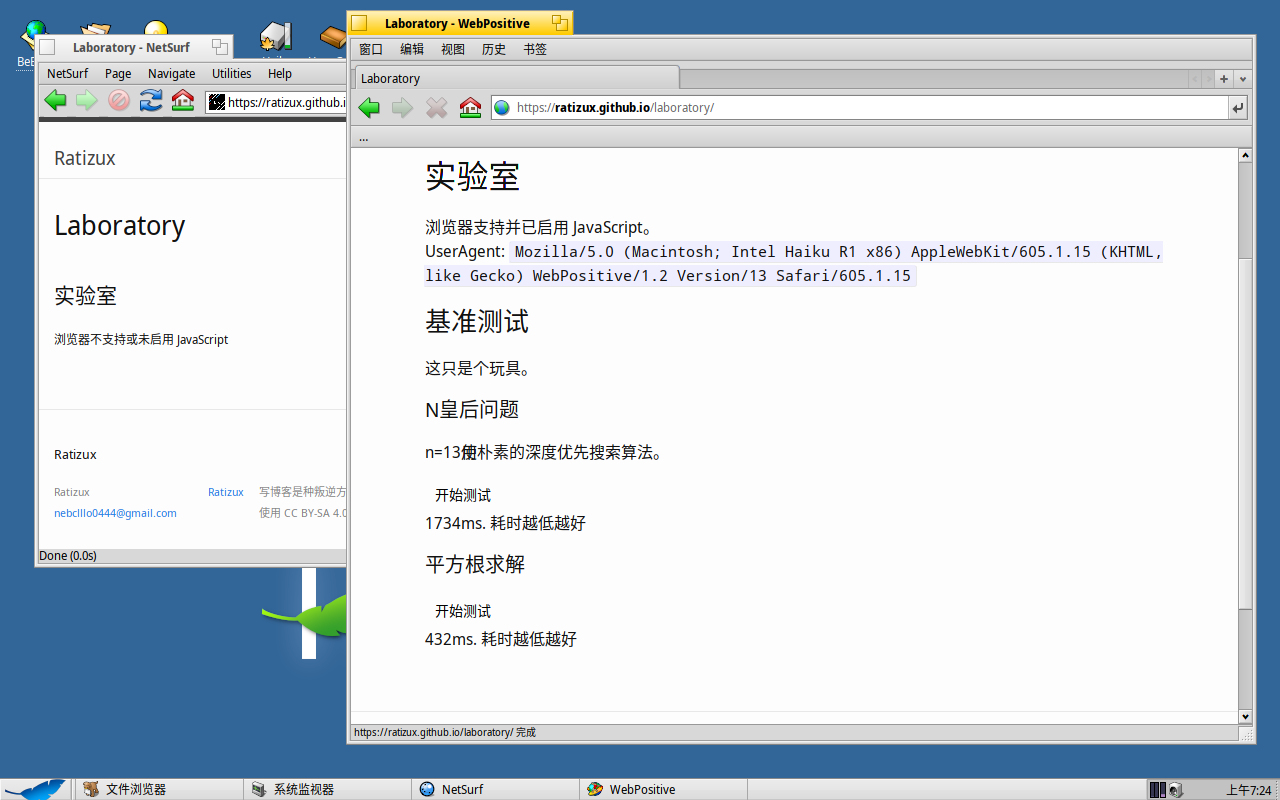 Laboratory - NetSurf
NetSurf Page Navigate Utilities Help
https://ratizux.github.i
Ratizux
Laboratory
实验室
浏览器不支持或未启用 JavaScript
Ratizux
Ratizux Ratizux 写博客是种叛逆方
nebclllo0444@gmail.com 使用 CC BY-SA 4.0
Done (0.0s)
Laboratory - WebPositive
窗口 编辑 视图 历史 书签
Laboratory
https://ratizux.github.io/laboratory/
...
实验室
浏览器支持并已启用 JavaScript。
UserAgent: Mozilla/5.0 (Macintosh; Intel Haiku R1 x86) AppleWebKit/605.1.15 (KHTML,
like Gecko) WebPositive/1.2 Version/13 Safari/605.1.15
基准测试
这只是个玩具。
N皇后问题
n=13使用朴素的深度优先搜索算法。
开始测试
1734ms. 耗时越低越好
平方根求解
开始测试
432ms. 耗时越低越好
https://ratizux.github.io/laboratory/ 完成
文件浏览器 系统监视器 NetSurf WebPositive 上午7:24